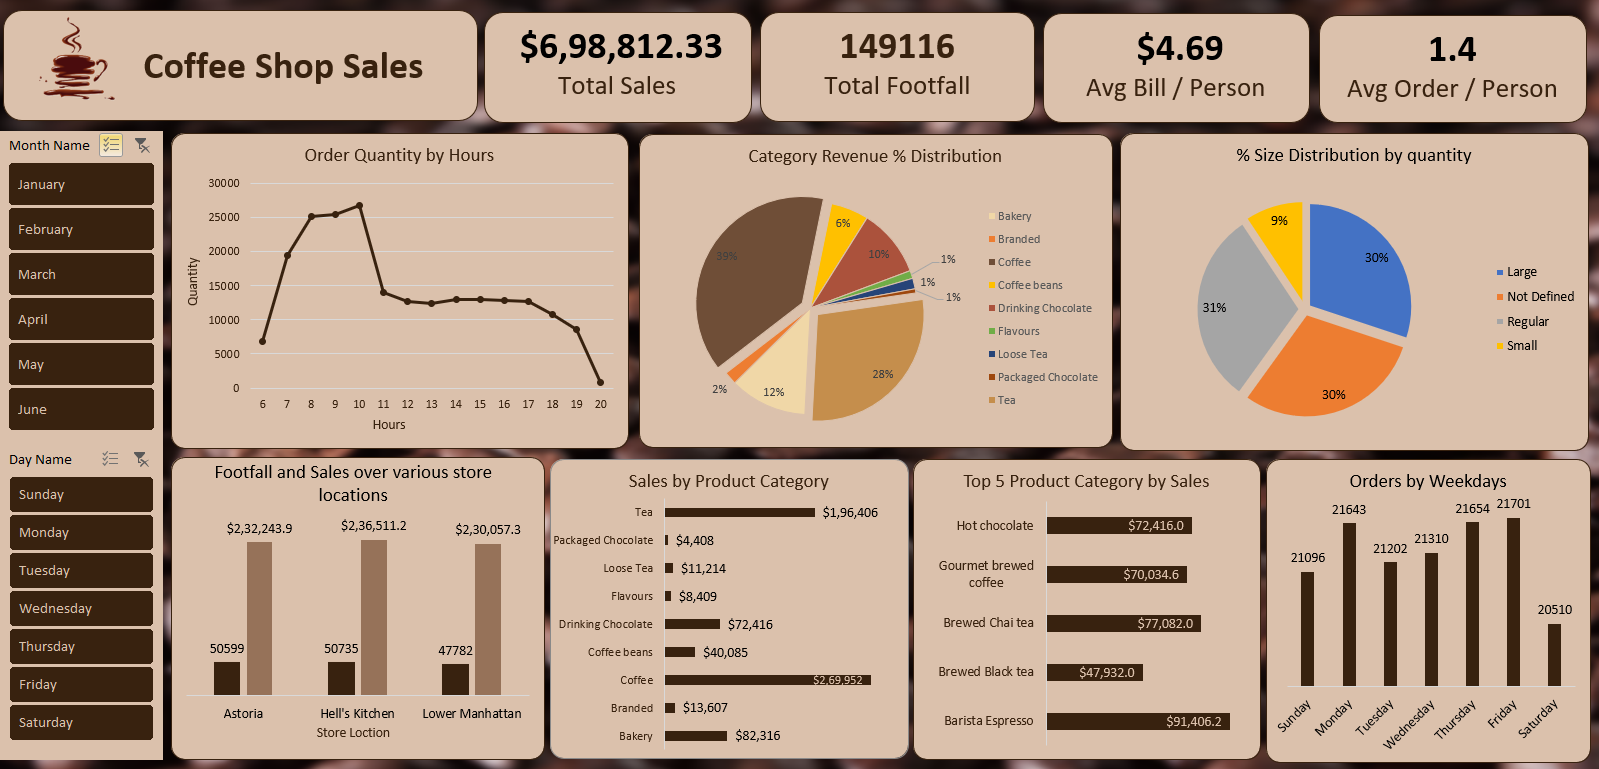 Coffee Shop Sales
$6,98,812.33
Total Sales
149116
Total Footfall
$4.69
Avg Bill / Person
1.4
Avg Order / Person
Month Name
January
February
March
April
May
June
Day Name
Sunday
Monday
Tuesday
Wednesday
Thursday
Friday
Saturday
Order Quantity by Hours
Quantity
30000
25000
20000
15000
10000
5000
0
6 7 8 9 10 11 12 13 14 15 16 17 18 19 20
Hours
Category Revenue % Distribution
39%
6%
10%
1%
1%
1%
28%
12%
2%
Bakery
Branded
Coffee
Coffee beans
Drinking Chocolate
Flavours
Loose Tea
Packaged Chocolate
Tea
% Size Distribution by quantity
9%
30%
31%
30%
Large
Not Defined
Regular
Small
Footfall and Sales over various store
locations
$2,32,243.9
$2,36,511.2
$2,30,057.3
50599
50735
47782
Astoria
Hell's Kitchen
Lower Manhattan
Store Loction
Sales by Product Category
Tea $1,96,406
Packaged Chocolate $4,408
Loose Tea $11,214
Flavours $8,409
Drinking Chocolate $72,416
Coffee beans $40,085
Coffee $2,69,952
Branded $13,607
Bakery $82,316
Top 5 Product Category by Sales
Hot chocolate $72,416.0
Gourmet brewed
coffee $70,034.6
Brewed Chai tea $77,082.0
Brewed Black tea $47,932.0
Barista Espresso $91,406.2
Orders by Weekdays
21096
21643
21202
21310
21654
21701
20510
Sunday
Monday
Tuesday
Wednesday
Thursday
Friday
Saturday